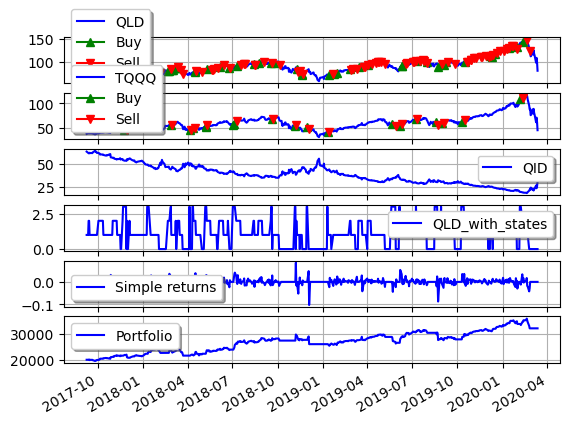 QLD
Buy
Sell
150
100
TQQQ
Buy
Sell
100
50
QID
50
25
QLD_with_states
2.5
0.0
Simple returns
0.0
−0.1
Portfolio
30000
20000
2017-10
2018-01
2018-04
2018-07
2018-10
2019-01
2019-04
2019-07
2019-10
2020-01
2020-04